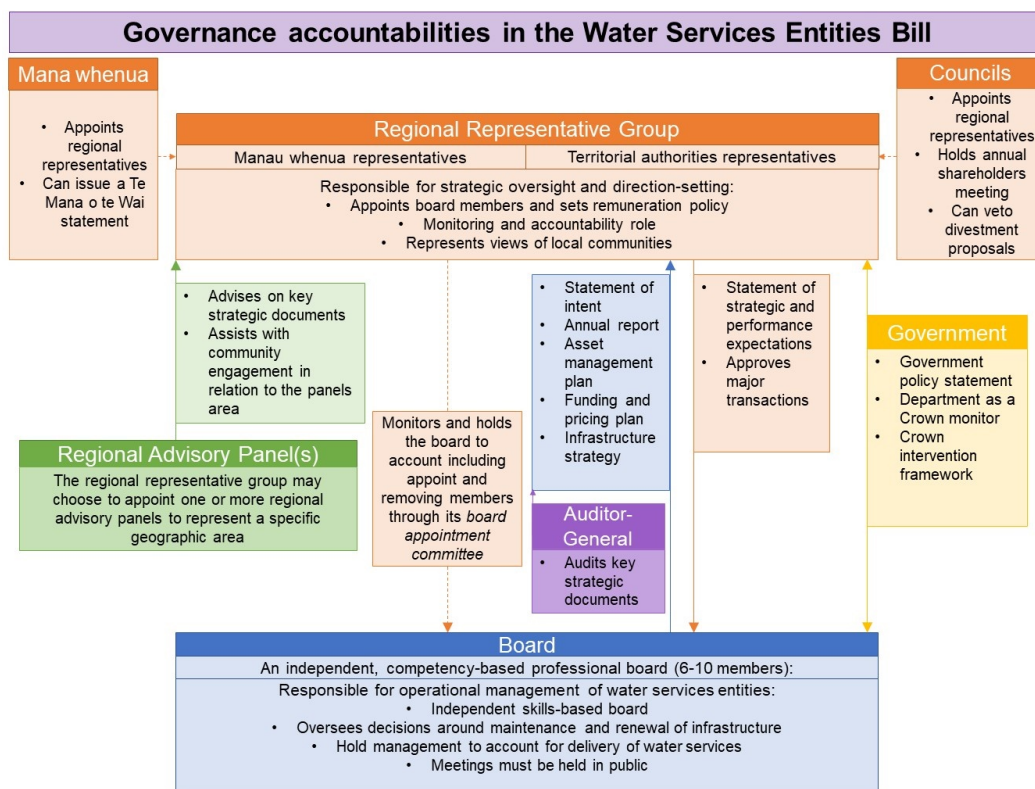 Governance accountabilities in the Water Services Entities Bill
Mana whenua
• Appoints
regional
representatives
• Can issue a Te
Mana o te Wai
statement
Regional Representative Group
Manau whenua representatives
Territorial authorities representatives
Responsible for strategic oversight and direction-setting:
• Appoints board members and sets remuneration policy
• Monitoring and accountability role
• Represents views of local communities
Councils
• Appoints
regional
representatives
• Holds annual
shareholders
meeting
• Can veto
divestment
proposals
• Advises on key
strategic documents
• Assists with
community
engagement in
relation to the panels
area
Regional Advisory Panel(s)
The regional representative group may
choose to appoint one or more regional
advisory panels to represent a specific
geographic area
Monitors and holds
the board to
account including
appoint and
removing members
through its board
appointment
committee
• Statement of
intent
• Annual report
• Asset
management
plan
• Funding and
pricing plan
• Infrastructure
strategy
Auditor-
General
• Audits key
strategic
documents
• Statement of
strategic and
performance
expectations
• Approves
major
transactions
Government
• Government
policy statement
• Department as a
Crown monitor
• Crown
intervention
framework
Board
An independent, competency-based professional board (6-10 members):
Responsible for operational management of water services entities:
• Independent skills-based board
• Oversees decisions around maintenance and renewal of infrastructure
• Hold management to account for delivery of water services
• Meetings must be held in public